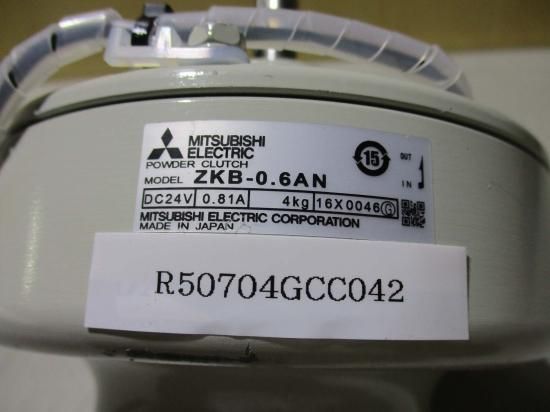 MITSUBISHI
ELECTRIC
POWDER CLUTCH
MODEL ZKB-0.6AN
DC24V 0.81A 4kg 16X0046 G
MITSUBISHI ELECTRIC CORPORATION
MADE IN JAPAN
15
OUT
IN
R50704GCC042